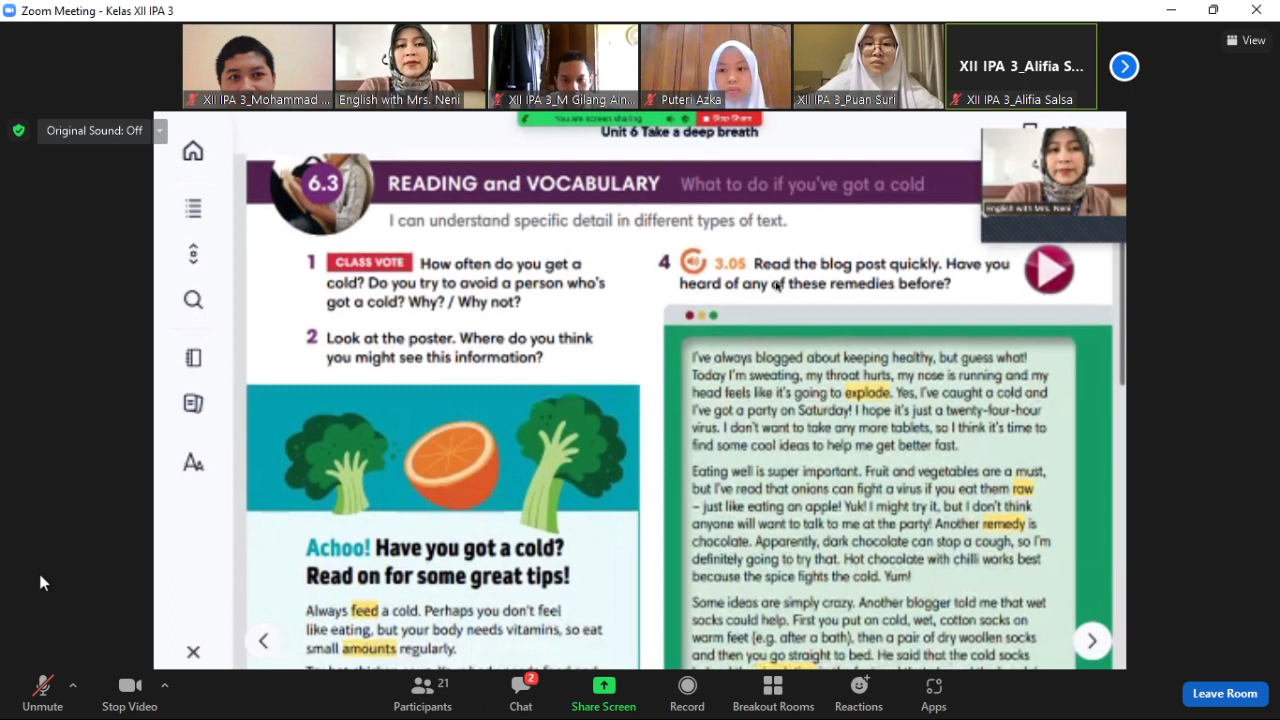 Zoom Meeting - Kelas XII IPA 3
View
XII IPA 3_Mohammad ...
English with Mrs. Neni
XII IPA 3_M Gilang Ain...
Puteri Azka
XII IPA 3_Puan Suri
XII IPA 3_Alifia S...
XII IPA 3_Alifia Salsa
Original Sound: Off
You are screen sharing
Stop Share
Unit 6 Take a deep breath
English with Mrs. Neni
6.3 READING and VOCABULARY What to do if you've got a cold
I can understand specific detail in different types of text.
1 CLASS VOTE How often do you get a
cold? Do you try to avoid a person who's
got a cold? Why? / Why not?
2 Look at the poster. Where do you think
you might see this information?
Achoo! Have you got a cold?
Read on for some great tips!
Always feed a cold. Perhaps you don't feel
like eating, but your body needs vitamins, so eat
small amounts regularly.
4 3.05 Read the blog post quickly. Have you
heard of any of these remedies before?
I've always blogged about keeping healthy, but guess what!
Today I'm sweating, my throat hurts, my nose is running and my
head feels like it's going to explode. Yes, I've caught a cold and
I've got a party on Saturday! I hope it's just a twenty-four-hour
virus. I don't want to take any more tablets, so I think it's time to
find some cool ideas to help me get better fast.
Eating well is super important. Fruit and vegetables are a must,
but I've read that onions can fight a virus if you eat them raw
– just like eating an apple! Yuk! I might try it, but I don't think
anyone will want to talk to me at the party! Another remedy is
chocolate. Apparently, dark chocolate can stop a cough, so I'm
definitely going to try that. Hot chocolate with chilli works best
because the spice fights the cold. Yum!
Some ideas are simply crazy. Another blogger told me that wet
socks could help. First you put on cold, wet, cotton socks on
warm feet (e.g. after a bath), then a pair of dry woollen socks
and then you go straight to bed. He said that the cold socks
Unmute
Stop Video
Participants
21
Chat
2
Share Screen
Record
Breakout Rooms
Reactions
Apps
Leave Room